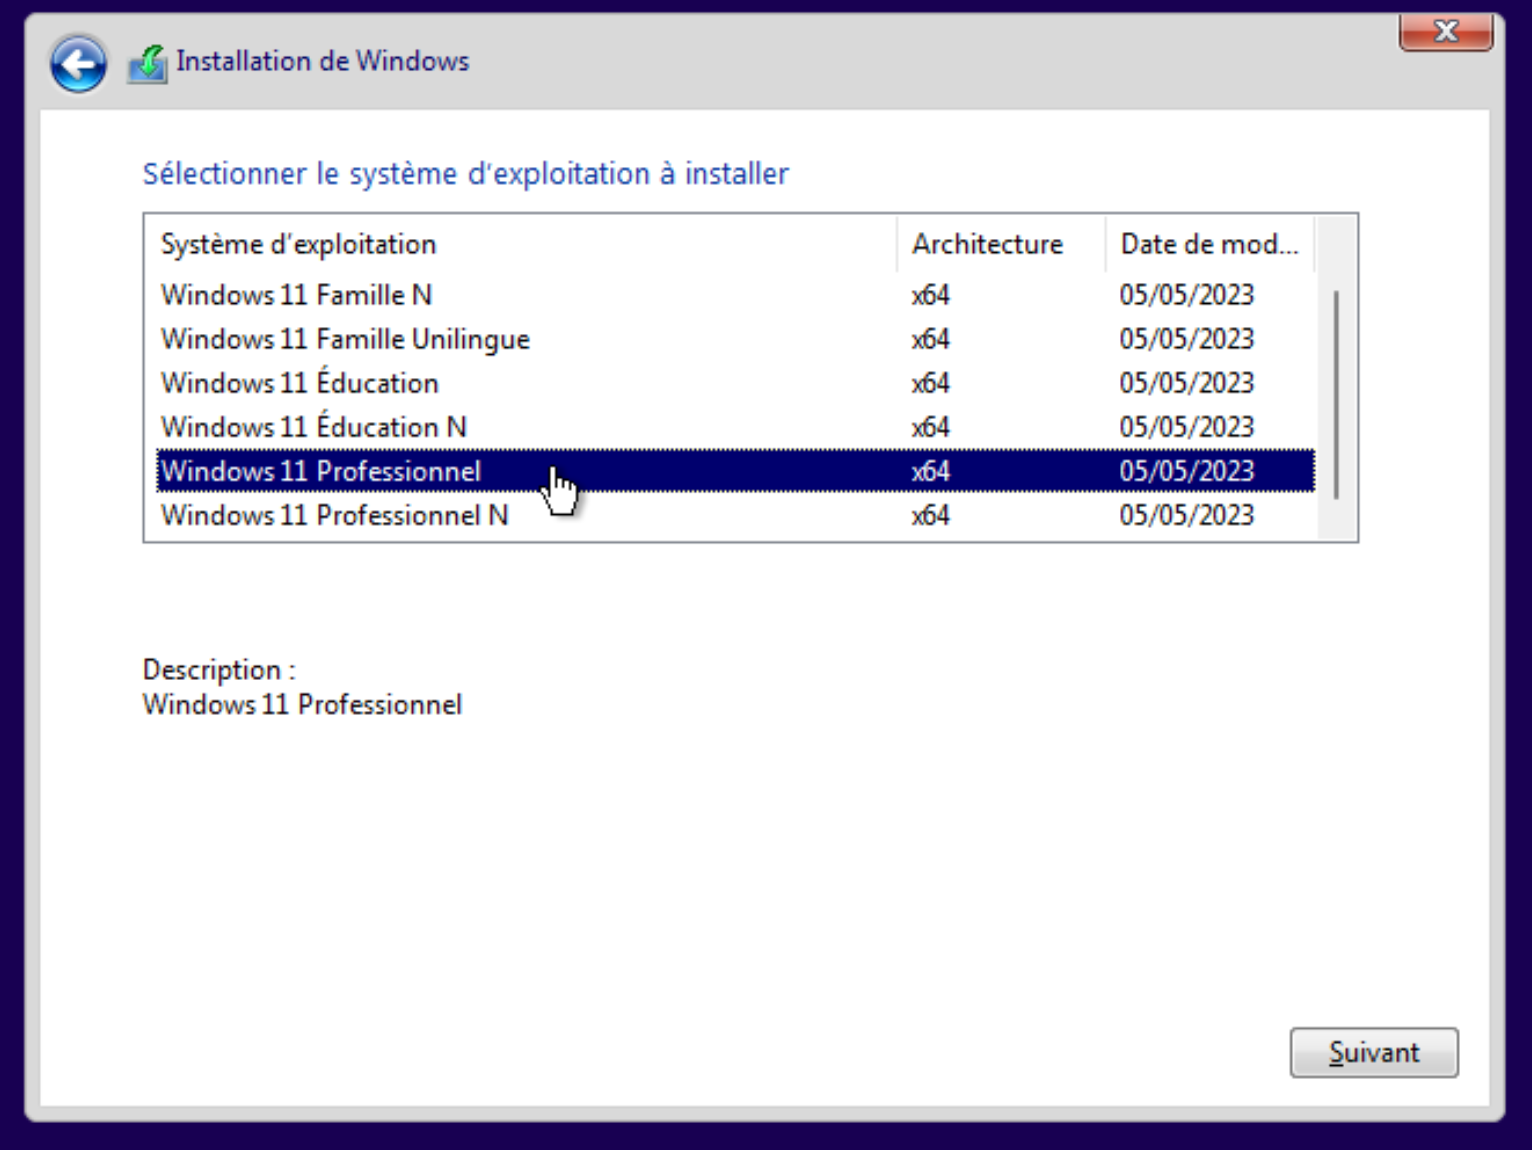 Installation de Windows
Sélectionner le système d'exploitation à installer
Système d'exploitation Architecture Date de mod...
Windows 11 Famille N x64 05/05/2023
Windows 11 Famille Unilingue x64 05/05/2023
Windows 11 Éducation x64 05/05/2023
Windows 11 Éducation N x64 05/05/2023
Windows 11 Professionnel x64 05/05/2023
Windows 11 Professionnel N x64 05/05/2023
Description :
Windows 11 Professionnel
Suivant